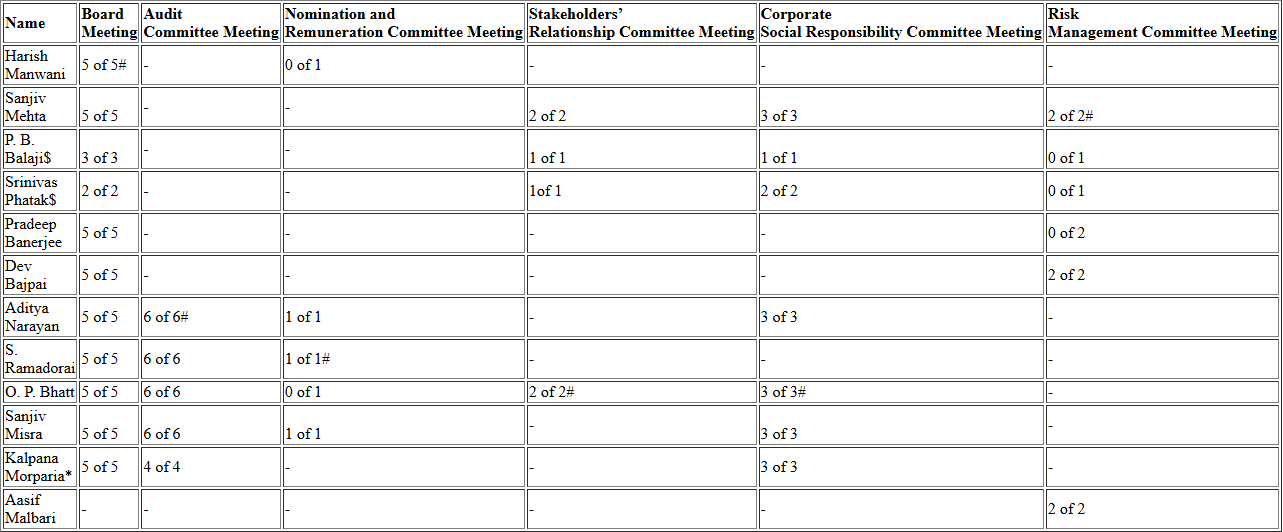 Name | Board Meeting | Audit Committee Meeting | Nomination and Remuneration Committee Meeting | Stakeholders’ Relationship Committee Meeting | Corporate Social Responsibility Committee Meeting | Risk Management Committee Meeting
Harish Manwani | 5 of 5# | - | 0 of 1 | - | - | -
Sanjiv Mehta | 5 of 5 | - | - | 2 of 2 | 3 of 3 | 2 of 2#
P. B. Balaji$ | 3 of 3 | - | - | 1 of 1 | 1 of 1 | 0 of 1
Srinivas Phatak$ | 2 of 2 | - | - | 1of 1 | 2 of 2 | 0 of 1
Pradeep Banerjee | 5 of 5 | - | - | - | - | 0 of 2
Dev Bajpai | 5 of 5 | - | - | - | - | 2 of 2
Aditya Narayan | 5 of 5 | 6 of 6# | 1 of 1 | - | 3 of 3 | -
S. Ramadorai | 5 of 5 | 6 of 6 | 1 of 1# | - | - | -
O. P. Bhatt | 5 of 5 | 6 of 6 | 0 of 1 | 2 of 2# | 3 of 3# | -
Sanjiv Misra | 5 of 5 | 6 of 6 | 1 of 1 | - | 3 of 3 | -
Kalpana Morparia* | 5 of 5 | 4 of 4 | - | - | 3 of 3 | -
Aasif Malbari | - | - | - | - | - | 2 of 2